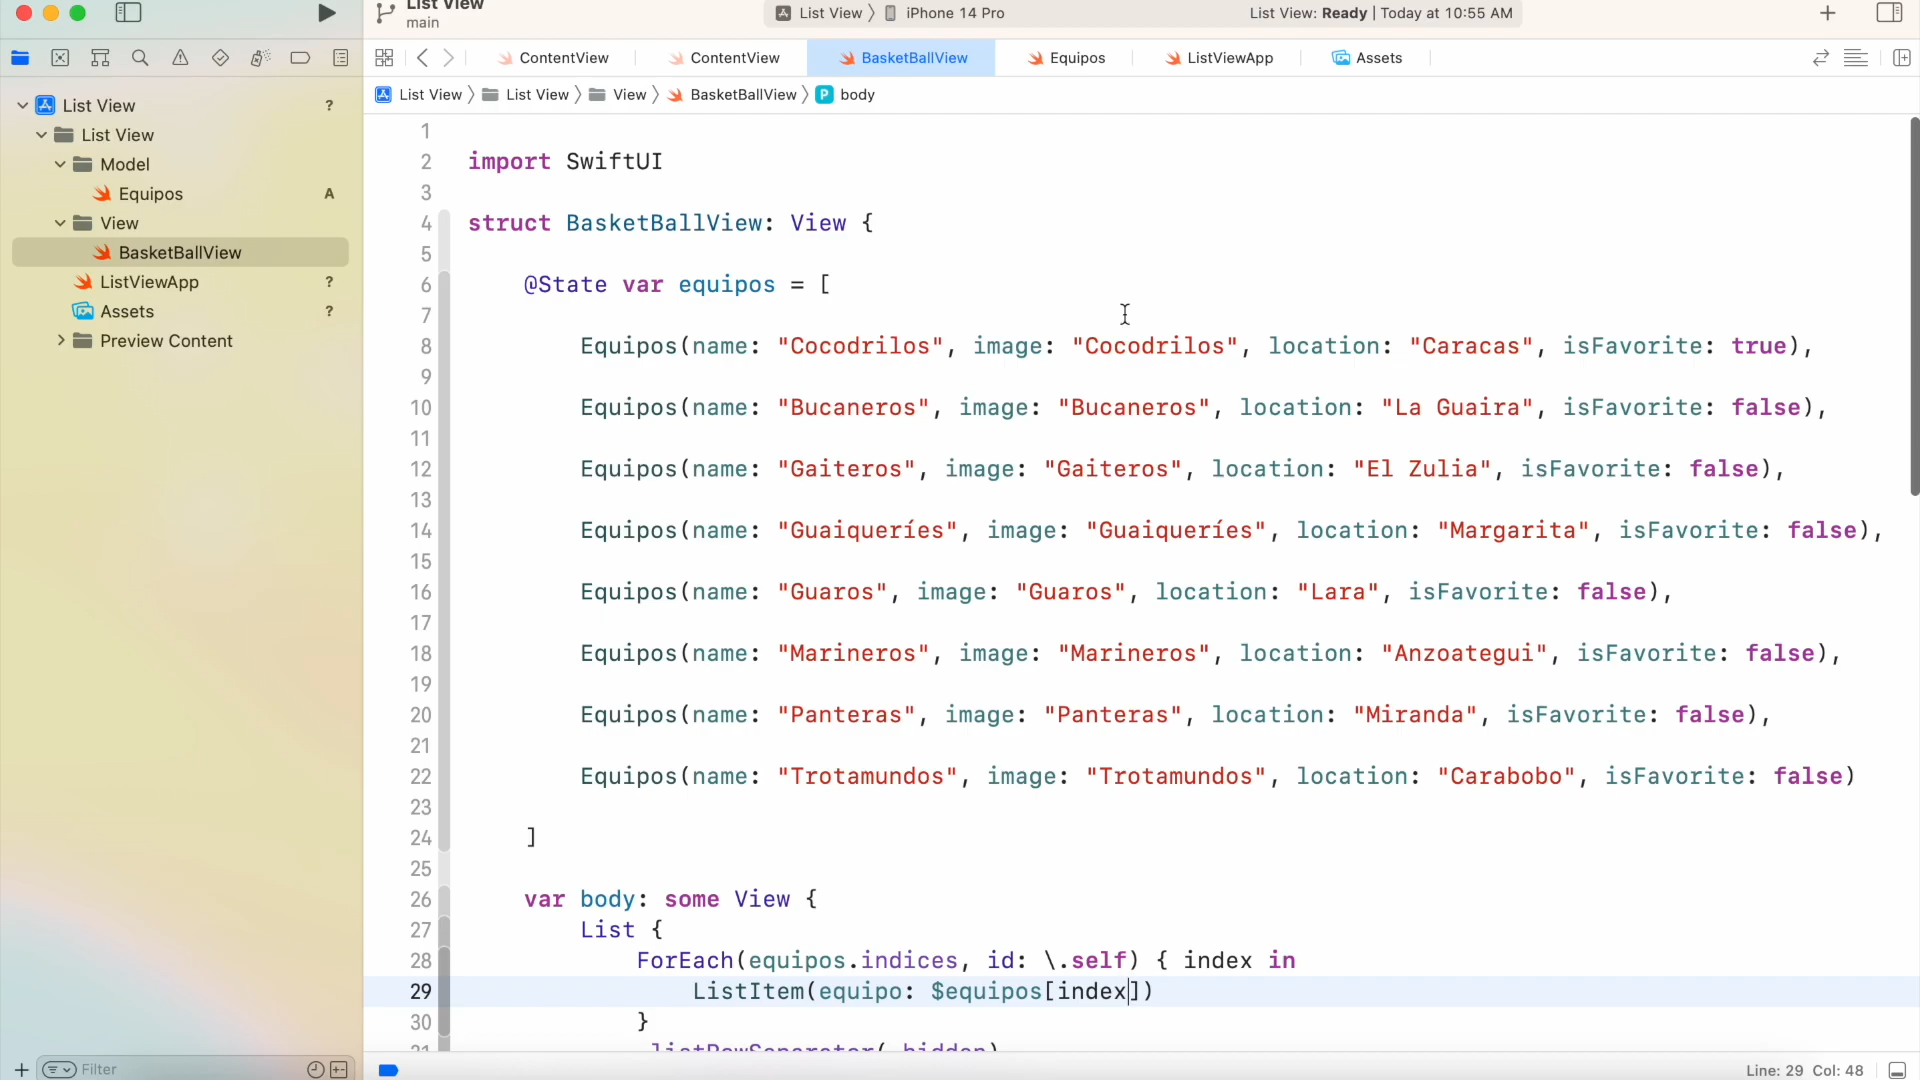 List View
main
List View 〉 iPhone 14 Pro
List View: Ready | Today at 10:55 AM
ContentView
ContentView
BasketBallView
Equipos
ListViewApp
Assets
List View 〉 List View 〉 View 〉 BasketBallView 〉 P body
List View ?
List View
Model
Equipos A
View
BasketBallView
ListViewApp ?
Assets ?
Preview Content
Filter
1
2 import SwiftUI
3
4 struct BasketBallView: View {
5
6 @State var equipos = [
7
8 Equipos(name: "Cocodrilos", image: "Cocodrilos", location: "Caracas", isFavorite: true),
9
10 Equipos(name: "Bucaneros", image: "Bucaneros", location: "La Guaira", isFavorite: false),
11
12 Equipos(name: "Gaiteros", image: "Gaiteros", location: "El Zulia", isFavorite: false),
13
14 Equipos(name: "Guaiqueríes", image: "Guaiqueríes", location: "Margarita", isFavorite: false),
15
16 Equipos(name: "Guaros", image: "Guaros", location: "Lara", isFavorite: false),
17
18 Equipos(name: "Marineros", image: "Marineros", location: "Anzoategui", isFavorite: false),
19
20 Equipos(name: "Panteras", image: "Panteras", location: "Miranda", isFavorite: false),
21
22 Equipos(name: "Trotamundos", image: "Trotamundos", location: "Carabobo", isFavorite: false)
23
24 ]
25
26 var body: some View {
27 List {
28 ForEach(equipos.indices, id: \.self) { index in
29 ListItem(equipo: $equipos[index])
30 }
31 .listRowSeparator(.hidden)
Line: 29 Col: 48